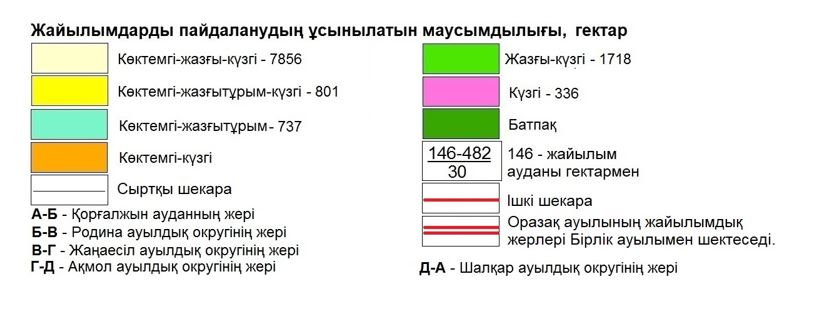 Жайылымдарды пайдаланудың ұсынылатын маусымдылығы, гектар
Көктемгі-жазғы-күзгі - 7856
Көктемгі-жазғытұрым-күзгі - 801
Көктемгі-жазғытұрым- 737
Көктемгі-күзгі
Сыртқы шекара
А-Б - Қорғалжын ауданның жері
Б-В - Родина ауылдық округінің жері
В-Г - Жаңаесіл ауылдық округінің жері
Г-Д - Ақмол ауылдық округінің жері
Жазғы-күзгі - 1718
Күзгі - 336
Батпақ
146-482
30
146 - жайылым
ауданы гектармен
Ішкі шекара
Оразақ ауылының жайылымдық
жерлері Бірлік ауылымен шектеседі.
Д-А - Шалқар ауылдық округінің жері